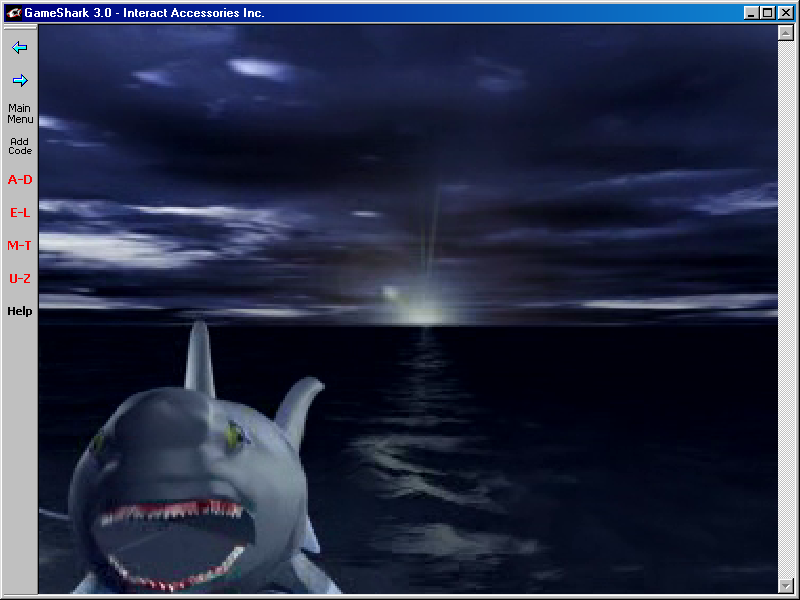 GameShark 3.0 - Interact Accessories Inc.
Main
Menu
Add
Code
A-D
E-L
M-T
U-Z
Help